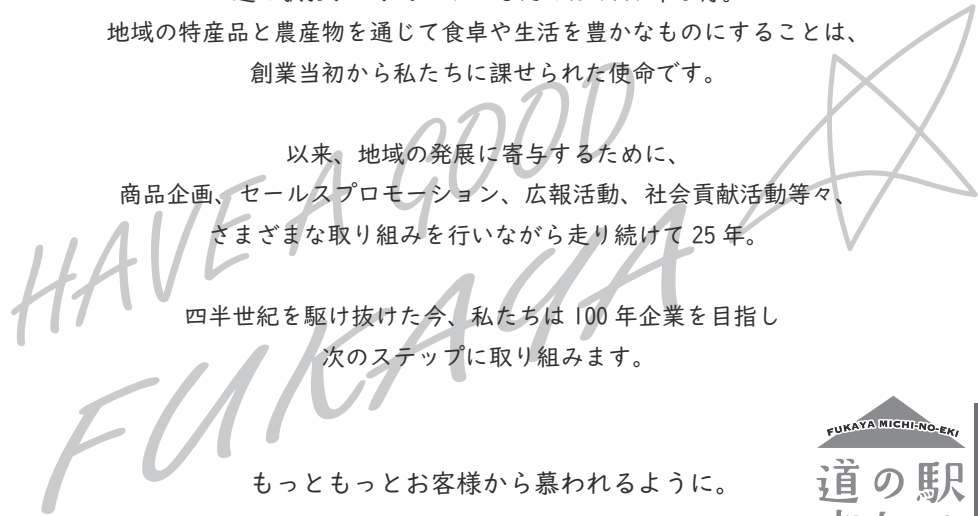 地域の特産品と農産物を通じて食卓や生活を豊かなものにすることは、
創業当初から私たちに課せられた使命です。
以来、地域の発展に寄与するために、
商品企画、セールスプロモーション、広報活動、社会貢献活動等々、
さまざまな取り組みを行いながら走り続けて 25 年。
四半世紀を駆け抜けた今、私たちは 100 年企業を目指し
次のステップに取り組みます。
もっともっとお客様から慕われるように。
HAVE A GOOD
FUKAYA
FUKAYA MICHI-NO-EKI
道の駅